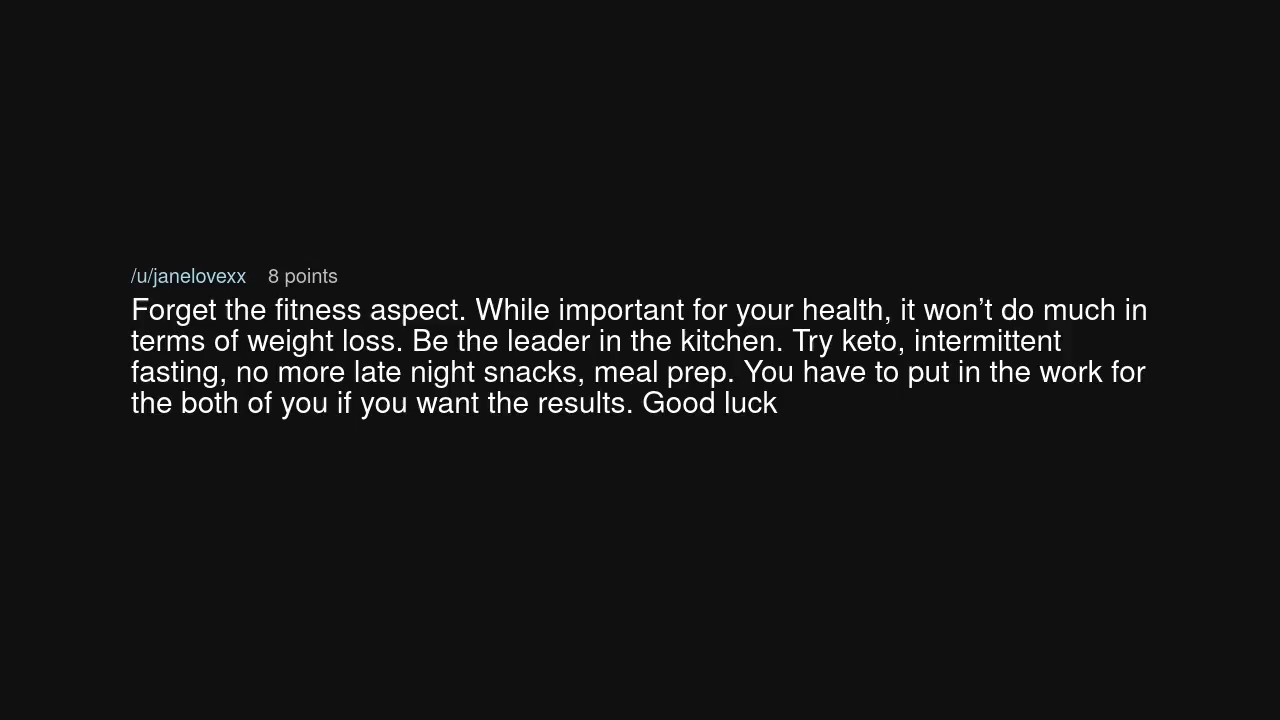 /u/janelovexx 8 points
Forget the fitness aspect. While important for your health, it won’t do much in
terms of weight loss. Be the leader in the kitchen. Try keto, intermittent
fasting, no more late night snacks, meal prep. You have to put in the work for
the both of you if you want the results. Good luck